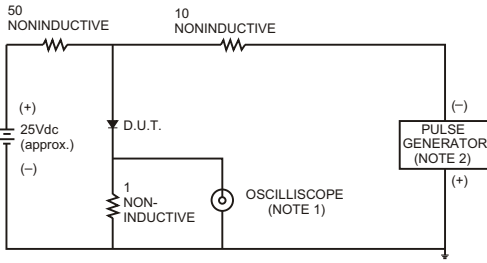 50
NONINDUCTIVE
10
NONINDUCTIVE
(+)
25Vdc
(approx.)
(–)
D.U.T.
1
NON-
INDUCTIVE
OSCILLISCOPE
(NOTE 1)
(–)
PULSE
GENERATOR
(NOTE 2)
(+)